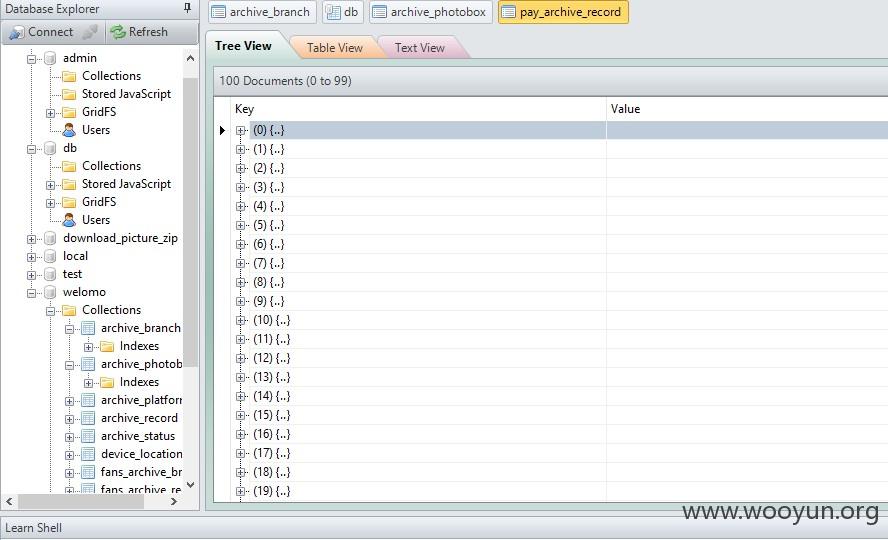 Database Explorer
archive_branch
db
archive_photobox
pay_archive_record
Connect
Refresh
Tree View
Table View
Text View
100 Documents (0 to 99)
Key
Value
admin
Collections
Stored JavaScript
GridFS
Users
db
Collections
Stored JavaScript
GridFS
Users
download_picture_zip
local
test
welomo
Collections
archive_branch
Indexes
archive_photob
Indexes
archive_platforr
archive_record
archive_status
device_location
fans_archive_br
fans_archive_re
(0) {..}
(1) {..}
(2) {..}
(3) {..}
(4) {..}
(5) {..}
(6) {..}
(7) {..}
(8) {..}
(9) {..}
(10) {..}
(11) {..}
(12) {..}
(13) {..}
(14) {..}
(15) {..}
(16) {..}
(17) {..}
(18) {..}
(19) {..}
www.wooyun.org
Learn Shell